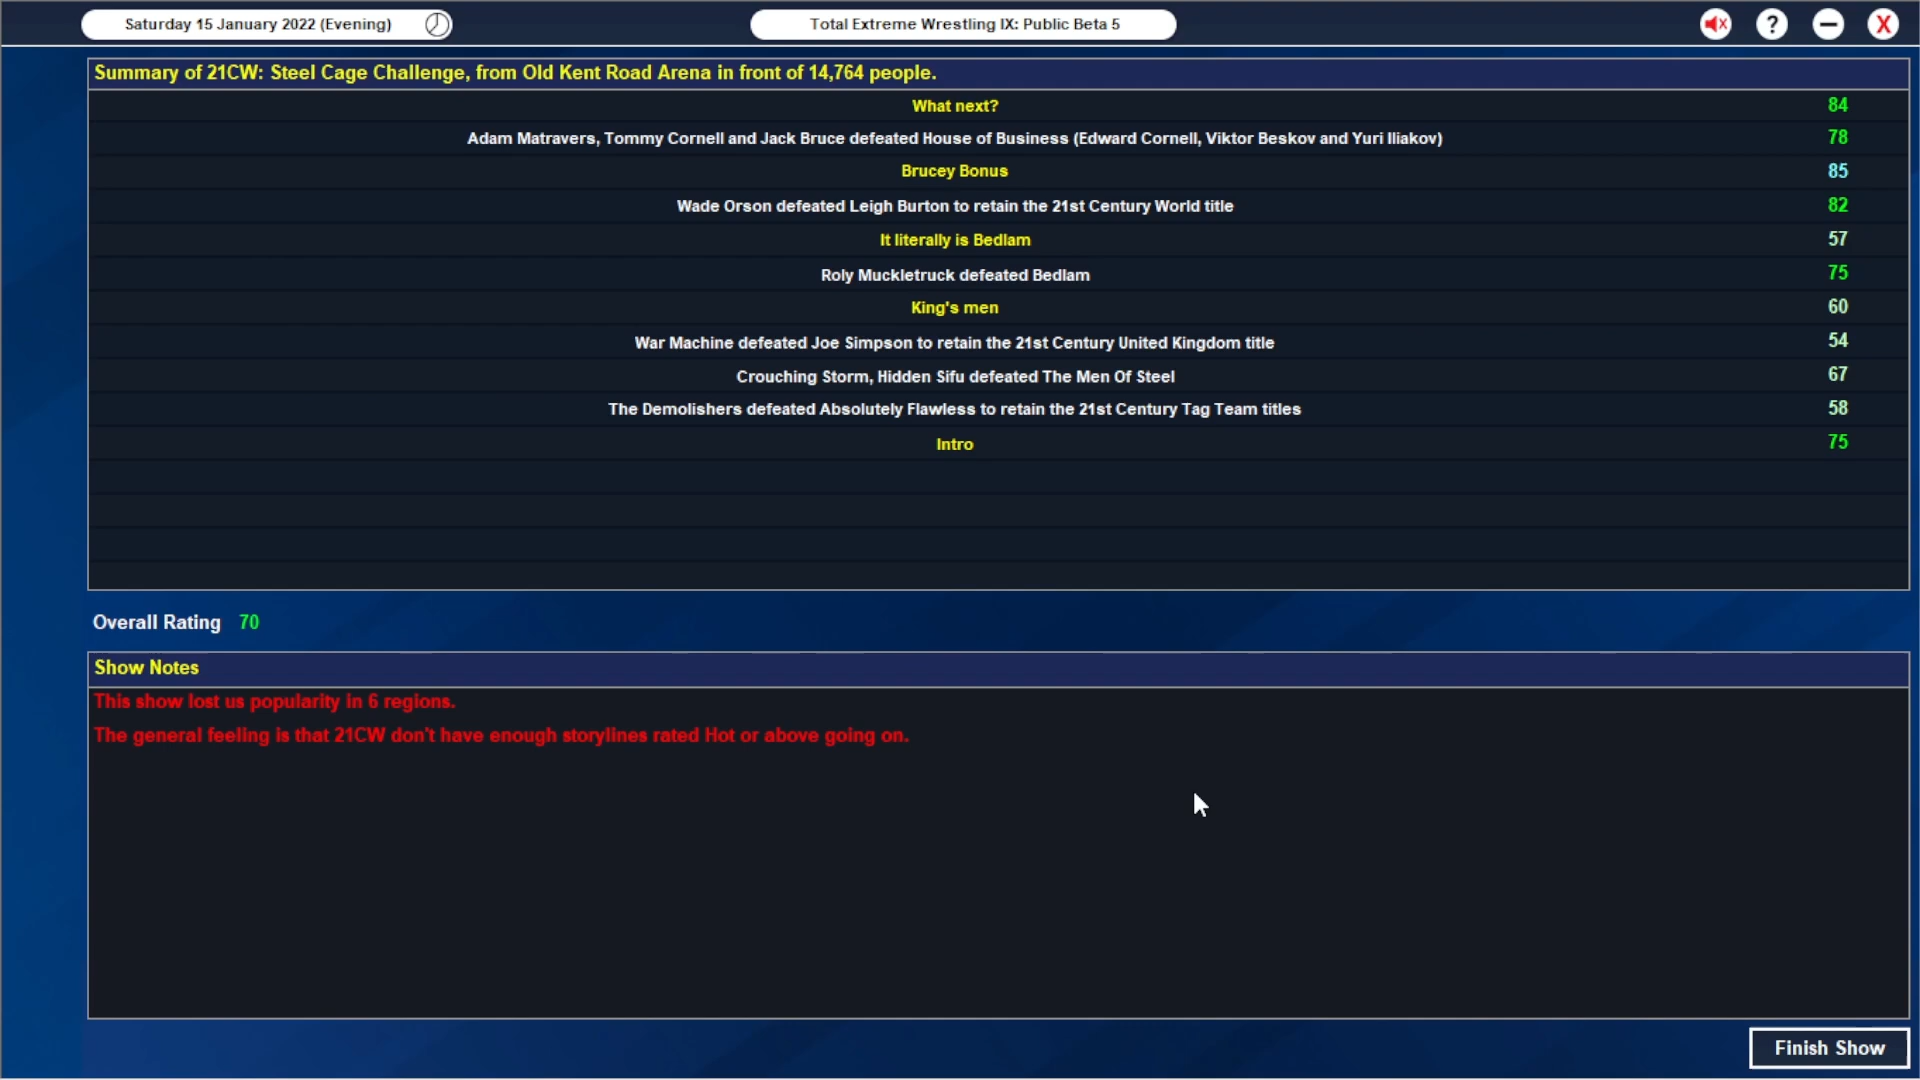 Saturday 15 January 2022 (Evening)
Total Extreme Wrestling IX: Public Beta 5
?
X
Summary of 21CW: Steel Cage Challenge, from Old Kent Road Arena in front of 14,764 people.
What next? 84
Adam Matravers, Tommy Cornell and Jack Bruce defeated House of Business (Edward Cornell, Viktor Beskov and Yuri Iliakov) 78
Brucey Bonus 85
Wade Orson defeated Leigh Burton to retain the 21st Century World title 82
It literally is Bedlam 57
Roly Muckletruck defeated Bedlam 75
King's men 60
War Machine defeated Joe Simpson to retain the 21st Century United Kingdom title 54
Crouching Storm, Hidden Sifu defeated The Men Of Steel 67
The Demolishers defeated Absolutely Flawless to retain the 21st Century Tag Team titles 58
Intro 75
Overall Rating 70
Show Notes
This show lost us popularity in 6 regions.
The general feeling is that 21CW don't have enough storylines rated Hot or above going on.
Finish Show